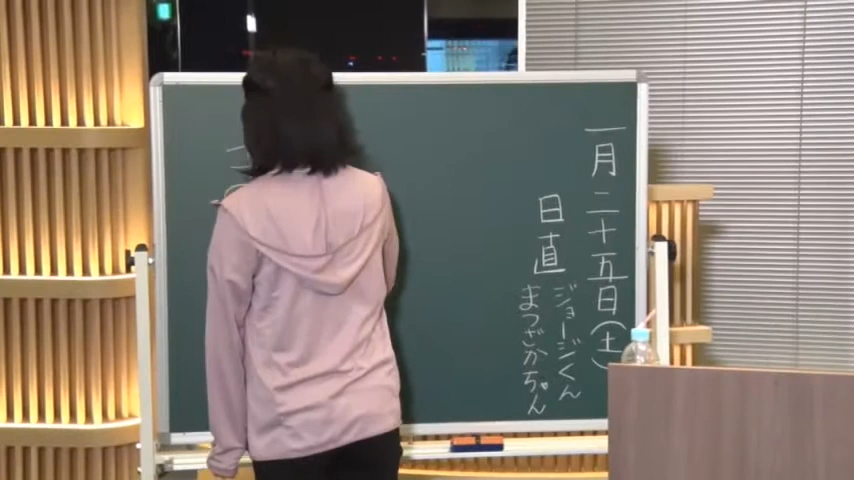 一月二十五日(土)
日直
ジョージくん
まつざかちゃん